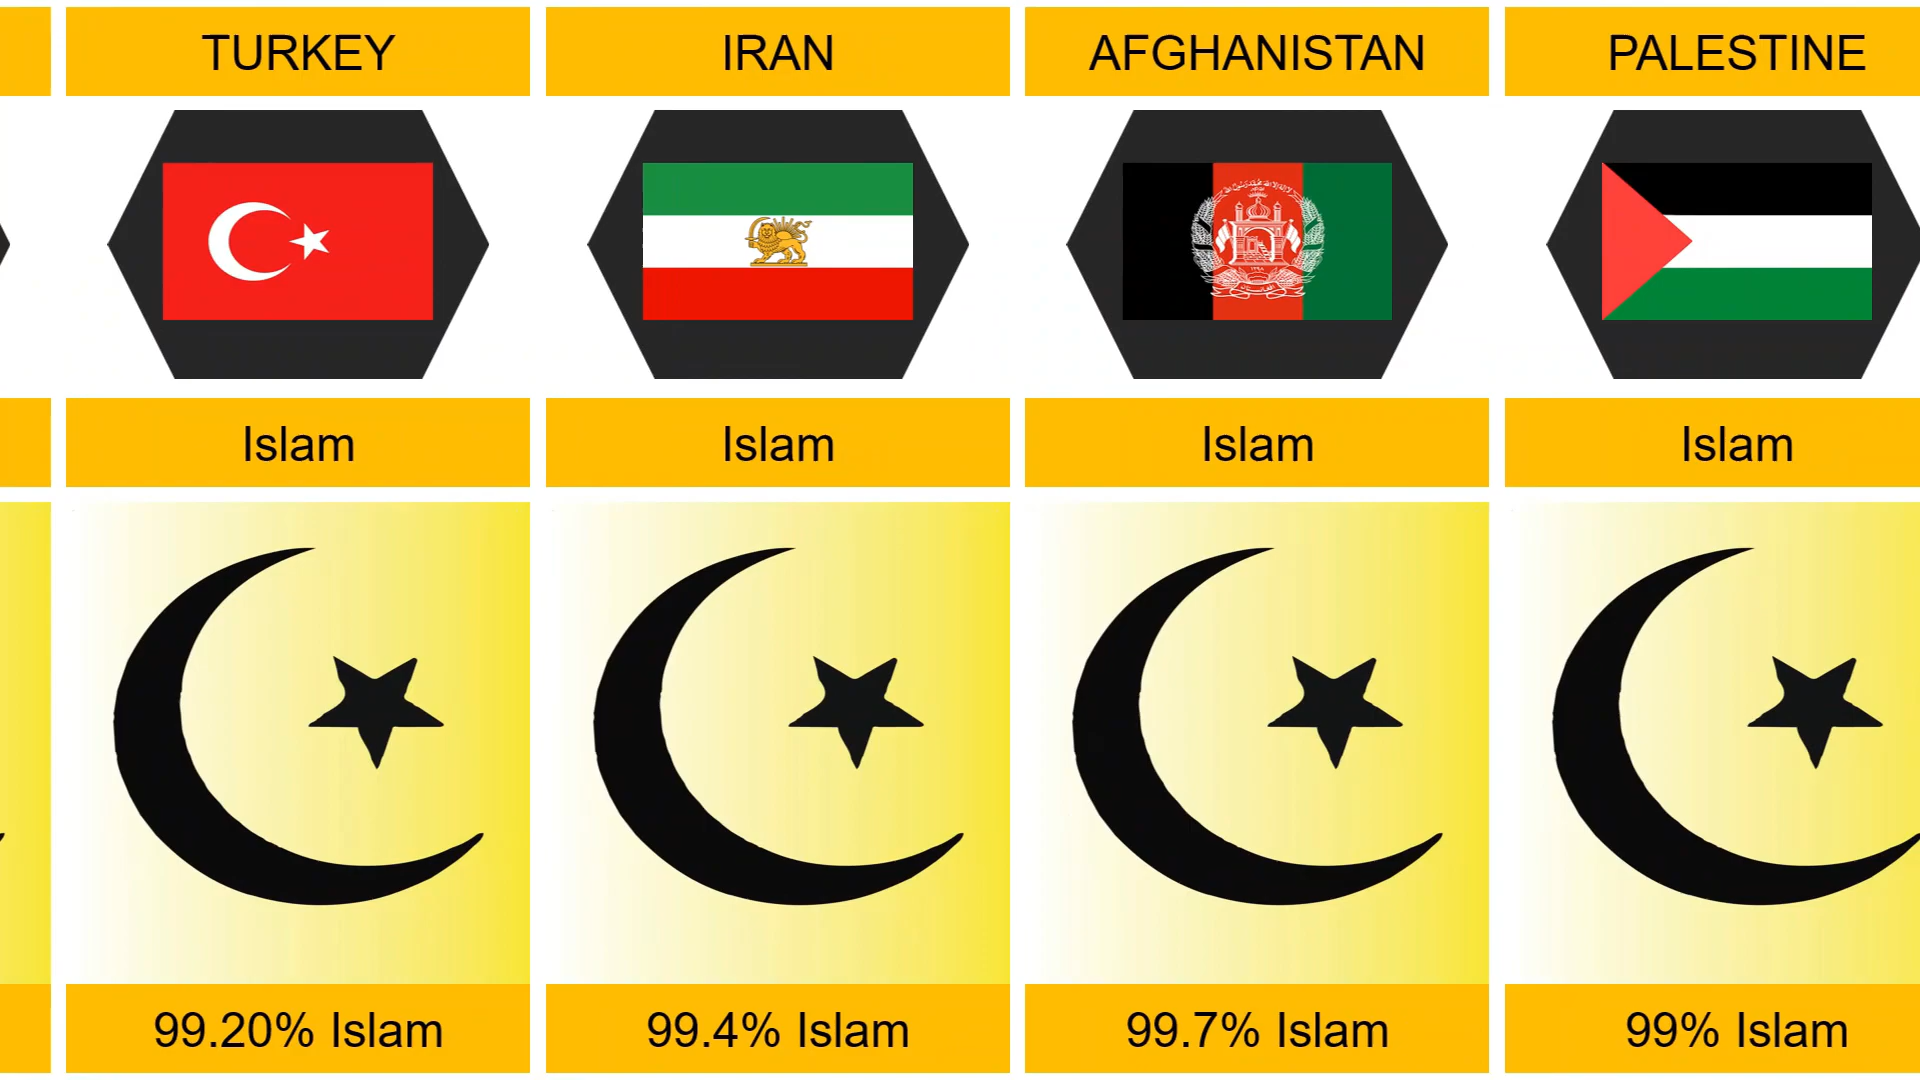 TURKEY
IRAN
AFGHANISTAN
PALESTINE
Islam
Islam
Islam
Islam
99.20% Islam
99.4% Islam
99.7% Islam
99% Islam